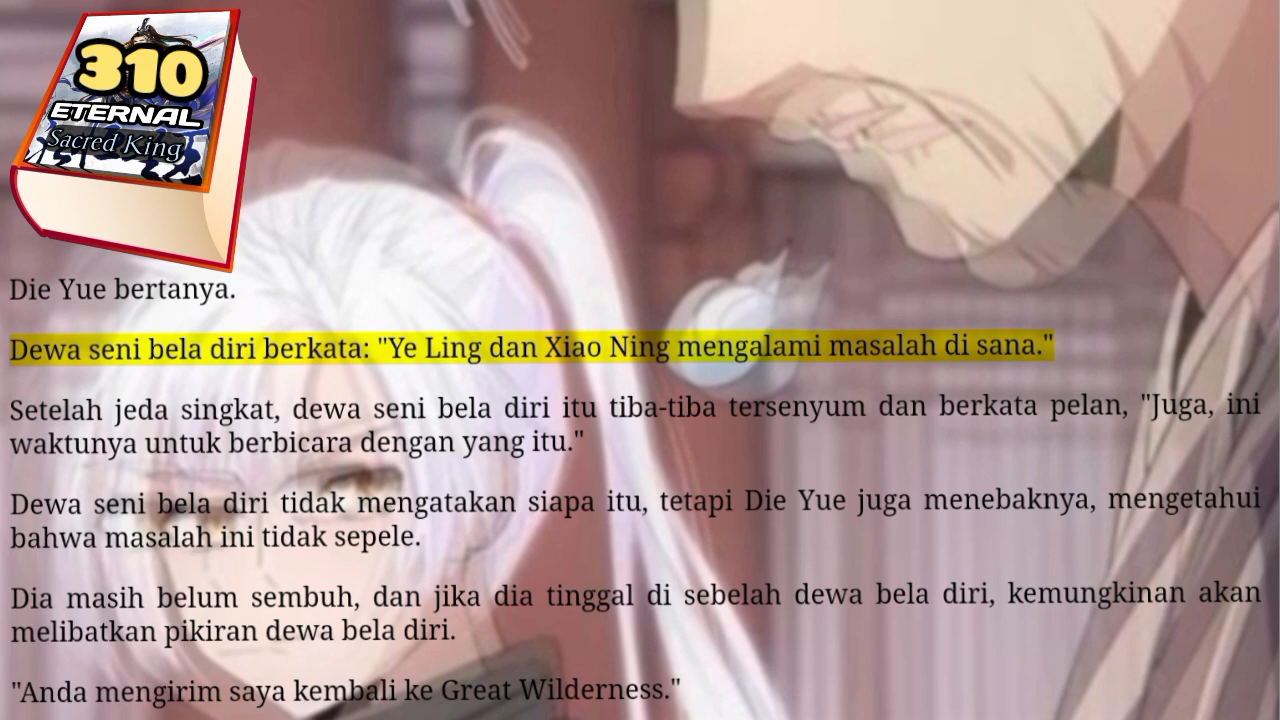 310
ETERNAL
Sacred King
Die Yue bertanya.
Dewa seni bela diri berkata: "Ye Ling dan Xiao Ning mengalami masalah di sana."
Setelah jeda singkat, dewa seni bela diri itu tiba-tiba tersenyum dan berkata pelan, "Juga, ini
waktunya untuk berbicara dengan yang itu."
Dewa seni bela diri tidak mengatakan siapa itu, tetapi Die Yue juga menebaknya, mengetahui
bahwa masalah ini tidak sepele.
Dia masih belum sembuh, dan jika dia tinggal di sebelah dewa bela diri, kemungkinan akan
melibatkan pikiran dewa bela diri.
"Anda mengirim saya kembali ke Great Wilderness."